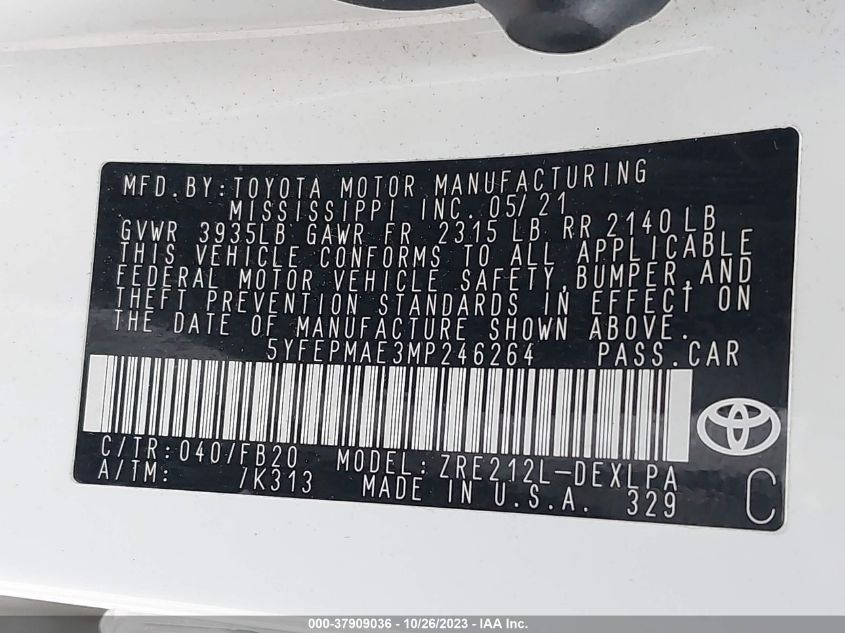 MFD.BY:TOYOTA MOTOR MANUFACTURING
MISSISSIPPI INC. 05/21
GVWR 3935LB GAWR FR 2315 LB RR 2140 LB
THIS VEHICLE CONFORMS TO ALL APPLICABLE
FEDERAL MOTOR VEHICLE SAFETY,BUMPER,AND
THEFT PREVENTION STANDARDS IN EFFECT ON
THE DATE OF MANUFACTURE SHOWN ABOVE.
5YFEPMAE3MP246264 PASS.CAR
C/TR:040/FB20 MODEL:ZRE212L-DEXLPA
A/TM: /K313 MADE IN U.S.A. 329
C
000-37909036 - 10/26/2023 - IAA Inc.